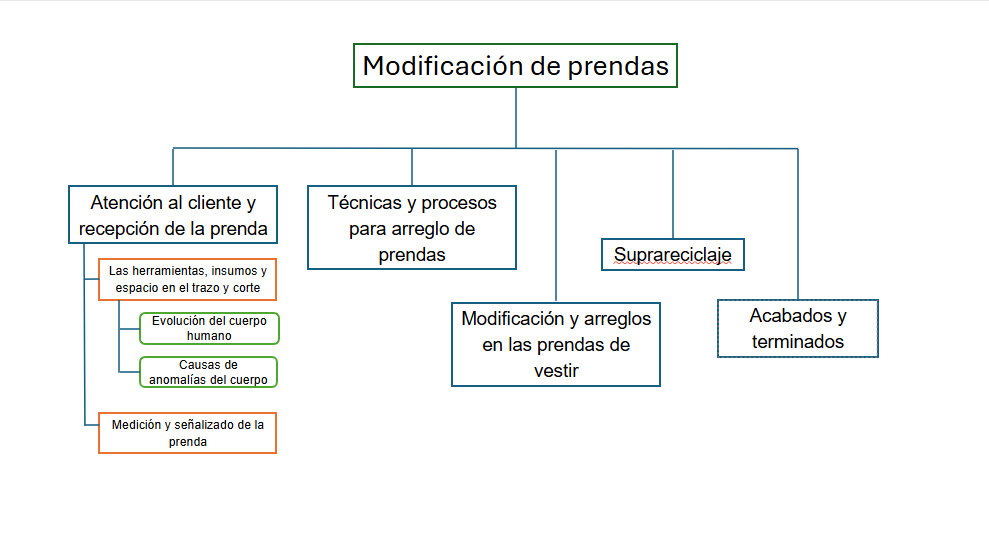 Modificación de prendas
Atención al cliente y
recepción de la prenda
Las herramientas, insumos y
espacio en el trazo y corte
Evolución del cuerpo
humano
Causas de
anomalías del cuerpo
Medición y señalizado de la
prenda
Técnicas y procesos
para arreglo de
prendas
Modificación y arreglos
en las prendas de
vestir
Suprareciclaje
Acabados y
terminados